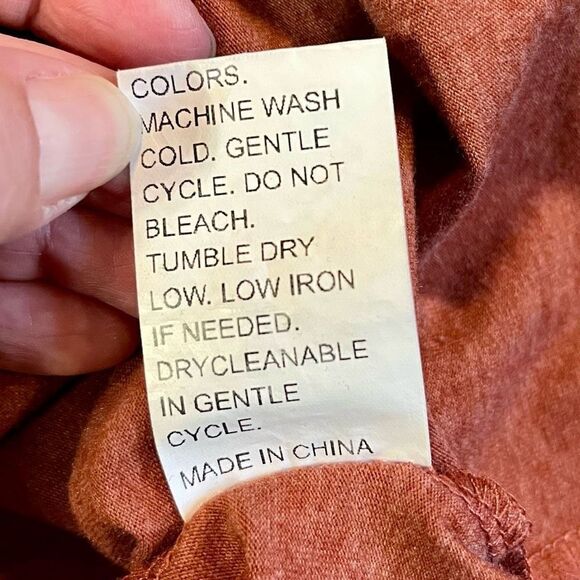 COLORS.
MACHINE WASH
COLD. GENTLE
CYCLE. DO NOT
BLEACH.
TUMBLE DRY
LOW. LOW IRON
IF NEEDED.
DRYCLEANABLE
IN GENTLE
CYCLE.
MADE IN CHINA